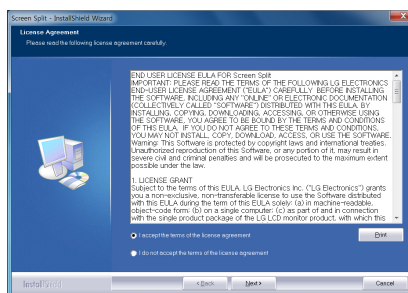 Screen Split - InstallShield Wizard
License Agreement
Please read the following license agreement carefully.
END USER LICENSE EULA FOR Screen Split
IMPORTANT: PLEASE READ THE TERMS OF THE FOLLOWING LG ELECTRONICS
END-USER LICENSE AGREEMENT ("EULA") CAREFULLY BEFORE INSTALLING
THE SOFTWARE, INCLUDING ANY "ONLINE" OR ELECTRONIC DOCUMENTATION
(COLLECTIVELY CALLED "SOFTWARE") DISTRIBUTED WITH THIS EULA. BY
INSTALLING, COPYING, DOWNLOADING, ACCESSING, OR OTHERWISE USING
THE SOFTWARE, YOU AGREE TO BE BOUND BY THE TERMS AND CONDITIONS
OF THIS EULA. IF YOU DO NOT AGREE TO THESE TERMS AND CONDITIONS,
YOU MAY NOT INSTALL, COPY, DOWNLOAD, ACCESS, OR USE THE SOFTWARE.
Warning: This Software is protected by copyright laws and international treaties.
Unauthorized reproduction of this Software, or any portion of it, may result in
severe civil and criminal penalties and will be prosecuted to the maximum extent
possible under the law.
1. LICENSE GRANT
Subject to the terms of this EULA, LG Electronics Inc. ("LG Electronics") grants
you a non-exclusive, non-transferable license to use the Software distributed
with this EULA during the term of this EULA solely: (a) in machine-readable,
object-code form; (b) on a single computer; (c) as part of and in connection
with the single product package of the LG LCD monitor product, with which this
I accept the terms of the license agreement
Print
I do not accept the terms of the license agreement
InstallShield
< Back
Next >
Cancel